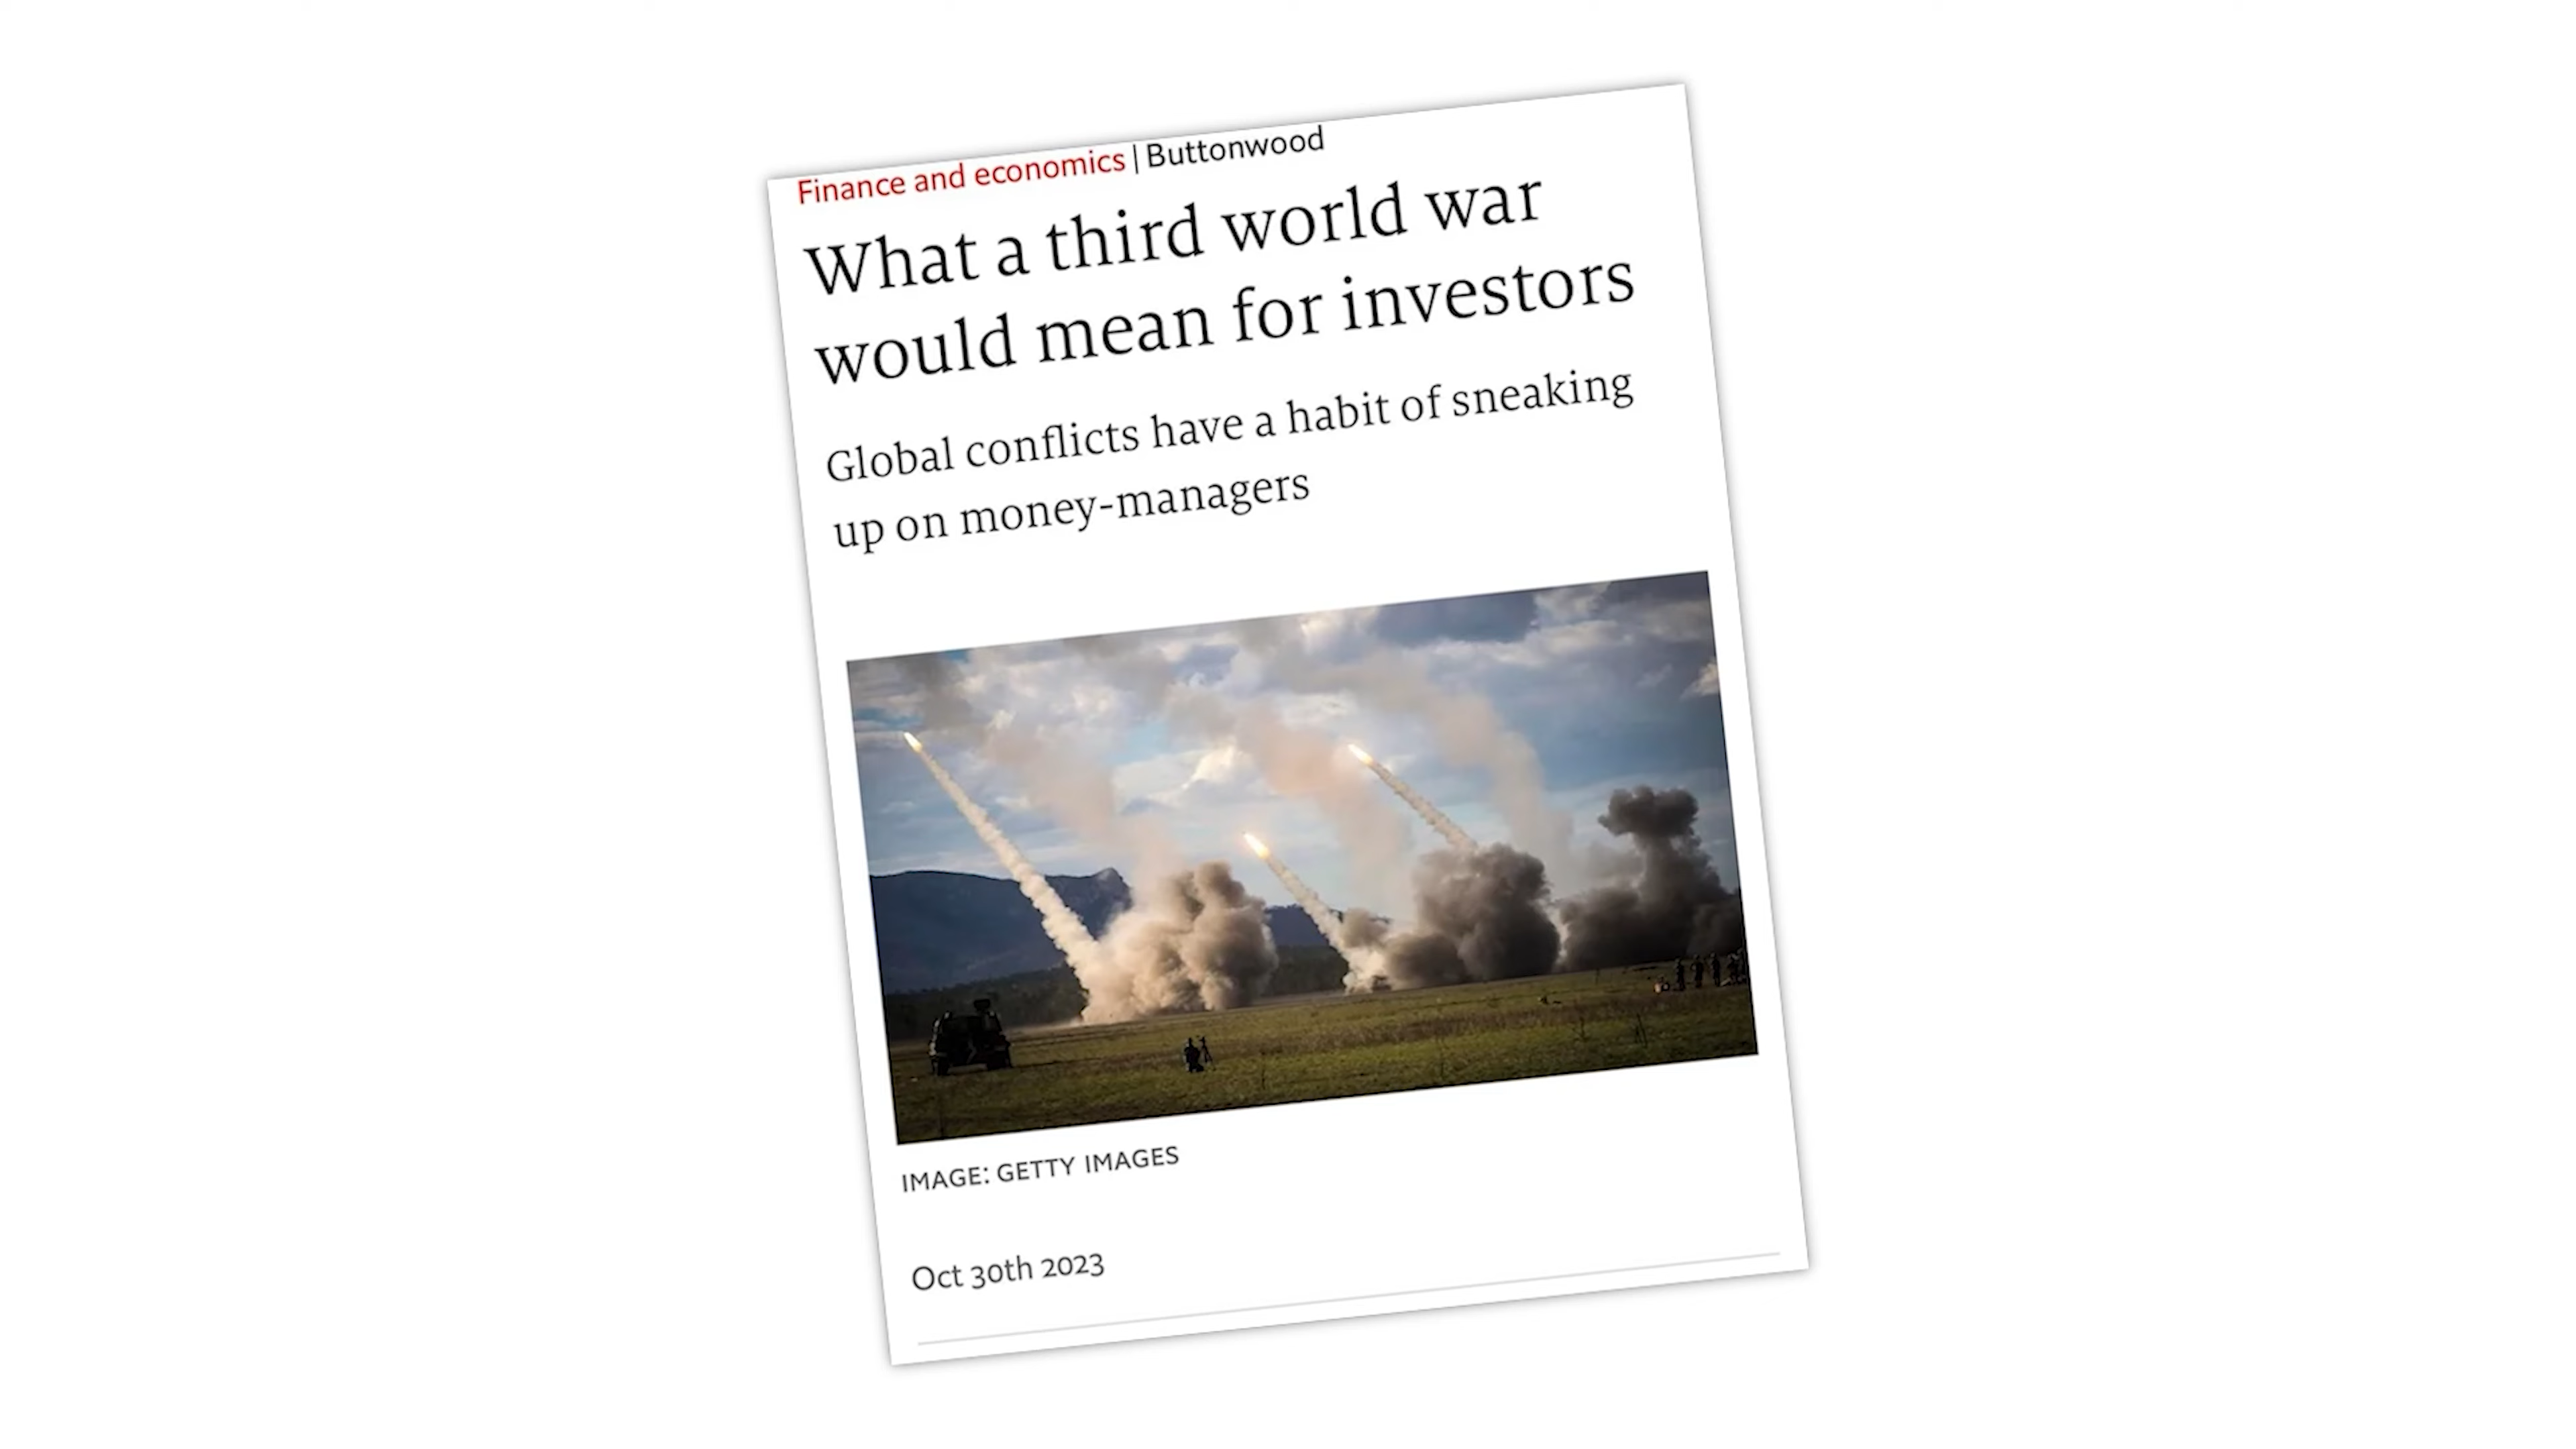 Finance and economics | Buttonwood
What a third world war
would mean for investors
Global conflicts have a habit of sneaking
up on money-managers
IMAGE: GETTY IMAGES
Oct 30th 2023